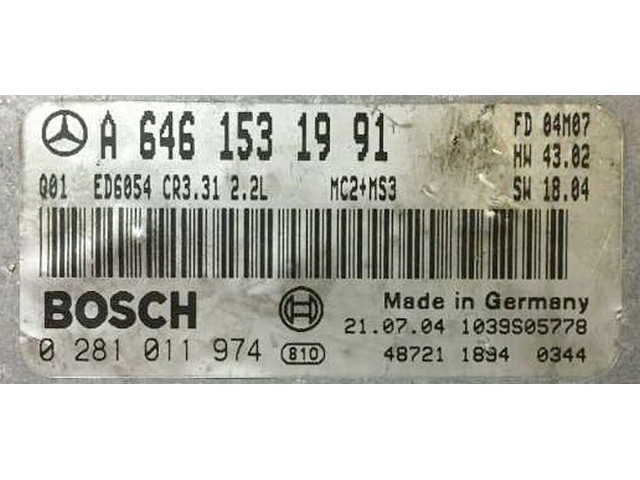 A 646 153 19 91 FD 04M07
HW 43.02
Q01 ED6054 CR3.31 2.2L MC2+MS3 SW 18.04
BOSCH Made in Germany
21.07.04 1039S05778
0 281 011 974 810 48721 1894 0344